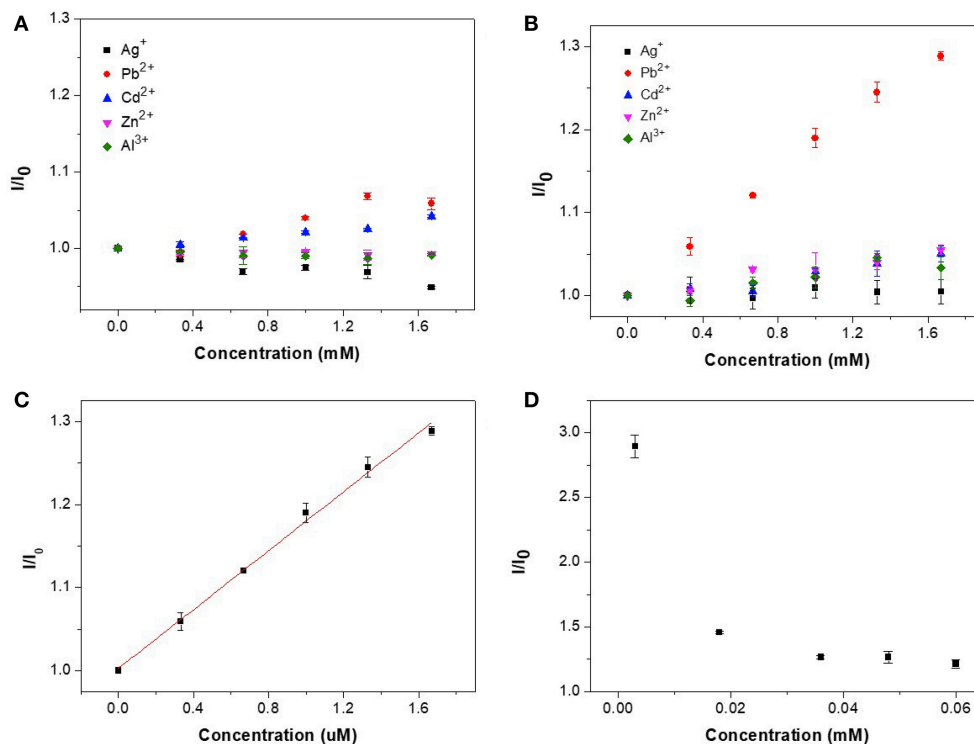 A
1.3
1.2
1.1
1.0
I/I₀
Ag⁺
Pb²⁺
Cd²⁺
Zn²⁺
Al³⁺
0.0 0.4 0.8 1.2 1.6
Concentration (mM)
B
1.3
1.2
1.1
1.0
I/I₀
Ag⁺
Pb²⁺
Cd²⁺
Zn²⁺
Al³⁺
0.0 0.4 0.8 1.2 1.6
Concentration (mM)
C
1.3
1.2
1.1
1.0
I/I₀
0.0 0.4 0.8 1.2 1.6
Concentration (uM)
D
3.0
2.5
2.0
1.5
1.0
I/I₀
0.00 0.02 0.04 0.06
Concentration (mM)